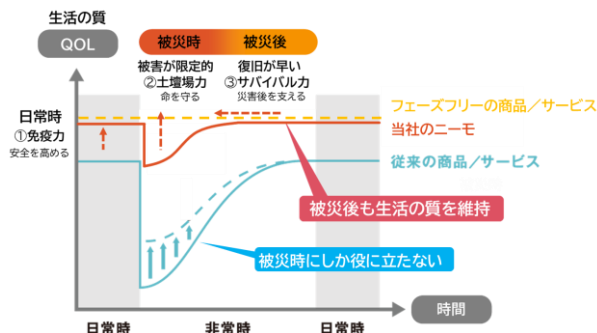 生活の質
QOL
被災時
被災後
被害が限定的
②土壇場力
命を守る
復旧が早い
③サバイバル力
災害後を支える
日常時
①免疫力
安全を高める
フェーズフリーの商品／サービス
当社のニーモ
従来の商品／サービス
被災後も生活の質を維持
被災時にしか役に立たない
時間
日常時
非常時
日常時